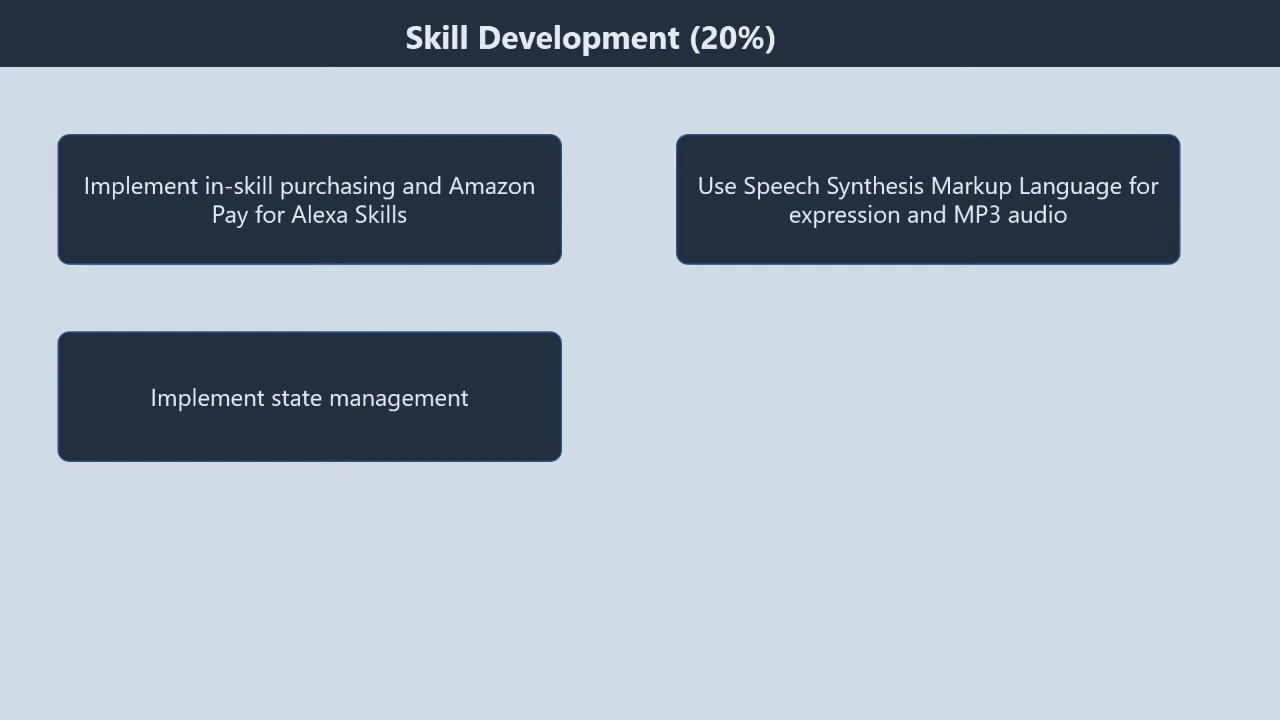 Skill Development (20%)
Implement in-skill purchasing and Amazon
Pay for Alexa Skills
Use Speech Synthesis Markup Language for
expression and MP3 audio
Implement state management